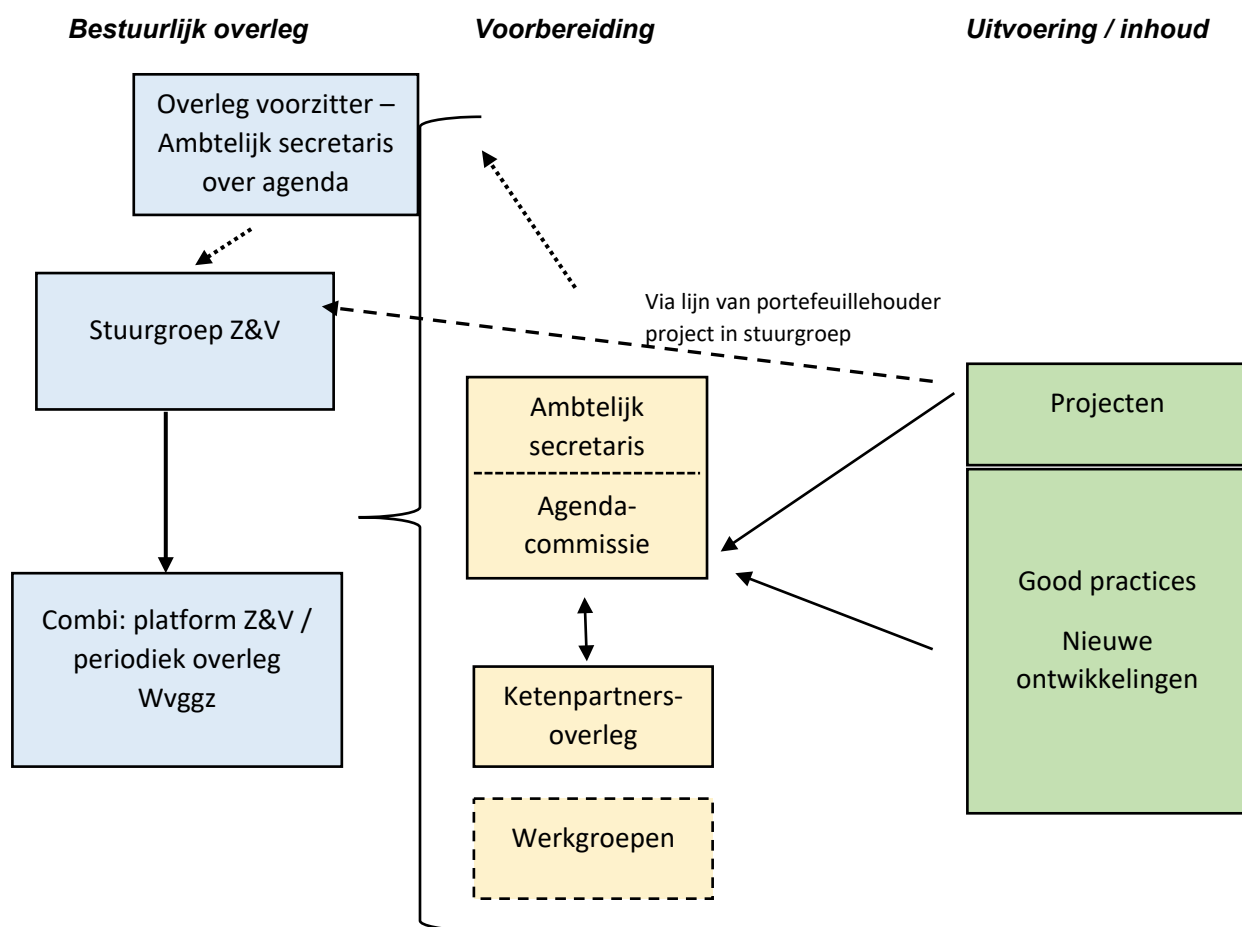 Bestuurlijk overleg
Voorbereiding
Uitvoering / inhoud
Overleg voorzitter –
Ambtelijk secretaris
over agenda
Stuurgroep Z&V
Via lijn van portefeuillehouder
project in stuurgroep
Ambtelijk
secretaris
Agenda-
commissie
Projecten
Good practices
Nieuwe
ontwikkelingen
Combi: platform Z&V /
periodiek overleg
Wvggz
Ketenpartners-
overleg
Werkgroepen